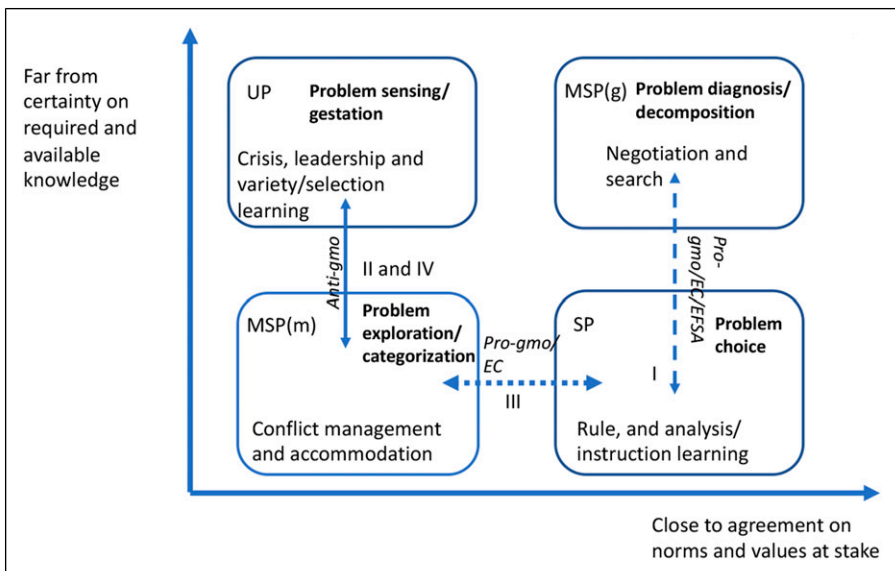 Far from
certainty on
required and
available
knowledge
UP
Problem sensing/
gestation
Crisis, leadership and
variety/selection
learning
MSP(g)
Problem diagnosis/
decomposition
Negotiation and
search
Anti-gmo
II and IV
Pro-
gmo/EC/EFSA
MSP(m)
Problem
exploration/
categorization
Conflict management
and accommodation
Pro-gmo/
EC
III
SP
Problem
choice
I
Rule, and analysis/
instruction learning
Close to agreement on
norms and values at stake